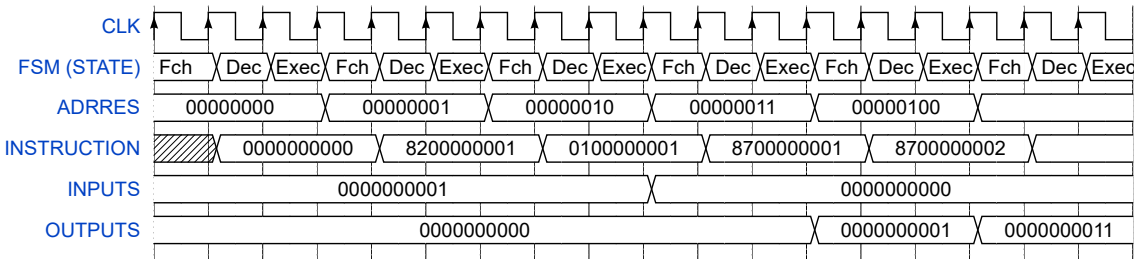 CLK
FSM (STATE) Fch Dec Exec Fch Dec Exec Fch Dec Exec Fch Dec Exec Fch Dec Exec Fch Dec Exec
ADRRES 00000000 00000001 00000010 00000011 00000100
INSTRUCTION 0000000000 8200000001 0100000001 8700000001 8700000002
INPUTS 0000000001 0000000000
OUTPUTS 0000000000 0000000001 0000000011